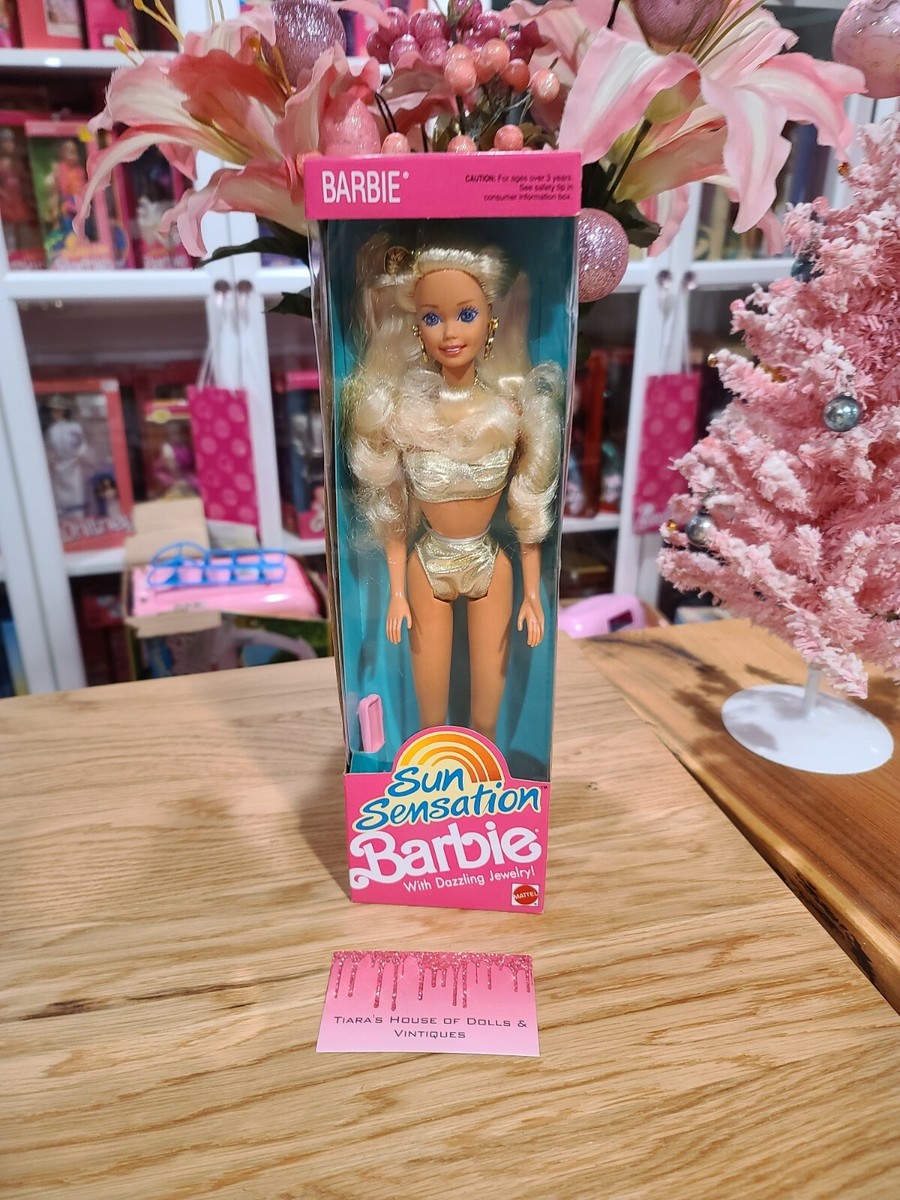 BARBIE®
CAUTION: For ages over 3 years.
See safety tip in
consumer information box.
Sun
Sensation™
Barbie®
With Dazzling Jewelry!
MATTEL
TIARA'S HOUSE OF DOLLS &
VINTIQUES